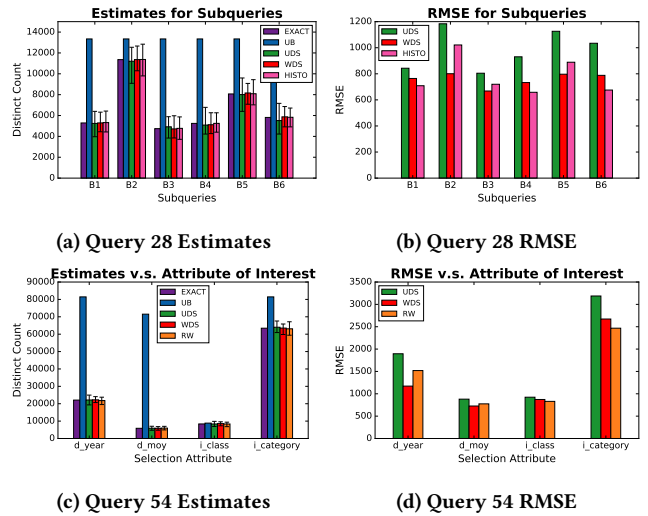 Estimates for Subqueries
14000
12000
10000
8000
6000
4000
2000
0
Distinct Count
EXACT
UB
UDS
WDS
HISTO
B1 B2 B3 B4 B5 B6
Subqueries
(a) Query 28 Estimates
RMSE for Subqueries
1200
1000
800
600
400
200
0
RMSE
UDS
WDS
HISTO
B1 B2 B3 B4 B5 B6
Subqueries
(b) Query 28 RMSE
Estimates v.s. Attribute of Interest
90000
80000
70000
60000
50000
40000
30000
20000
10000
0
Distinct Count
EXACT
UB
UDS
WDS
RW
d_year d_moy i_class i_category
Selection Attribute
(c) Query 54 Estimates
RMSE v.s. Attribute of Interest
3500
3000
2500
2000
1500
1000
500
0
RMSE
UDS
WDS
RW
d_year d_moy i_class i_category
Selection Attribute
(d) Query 54 RMSE